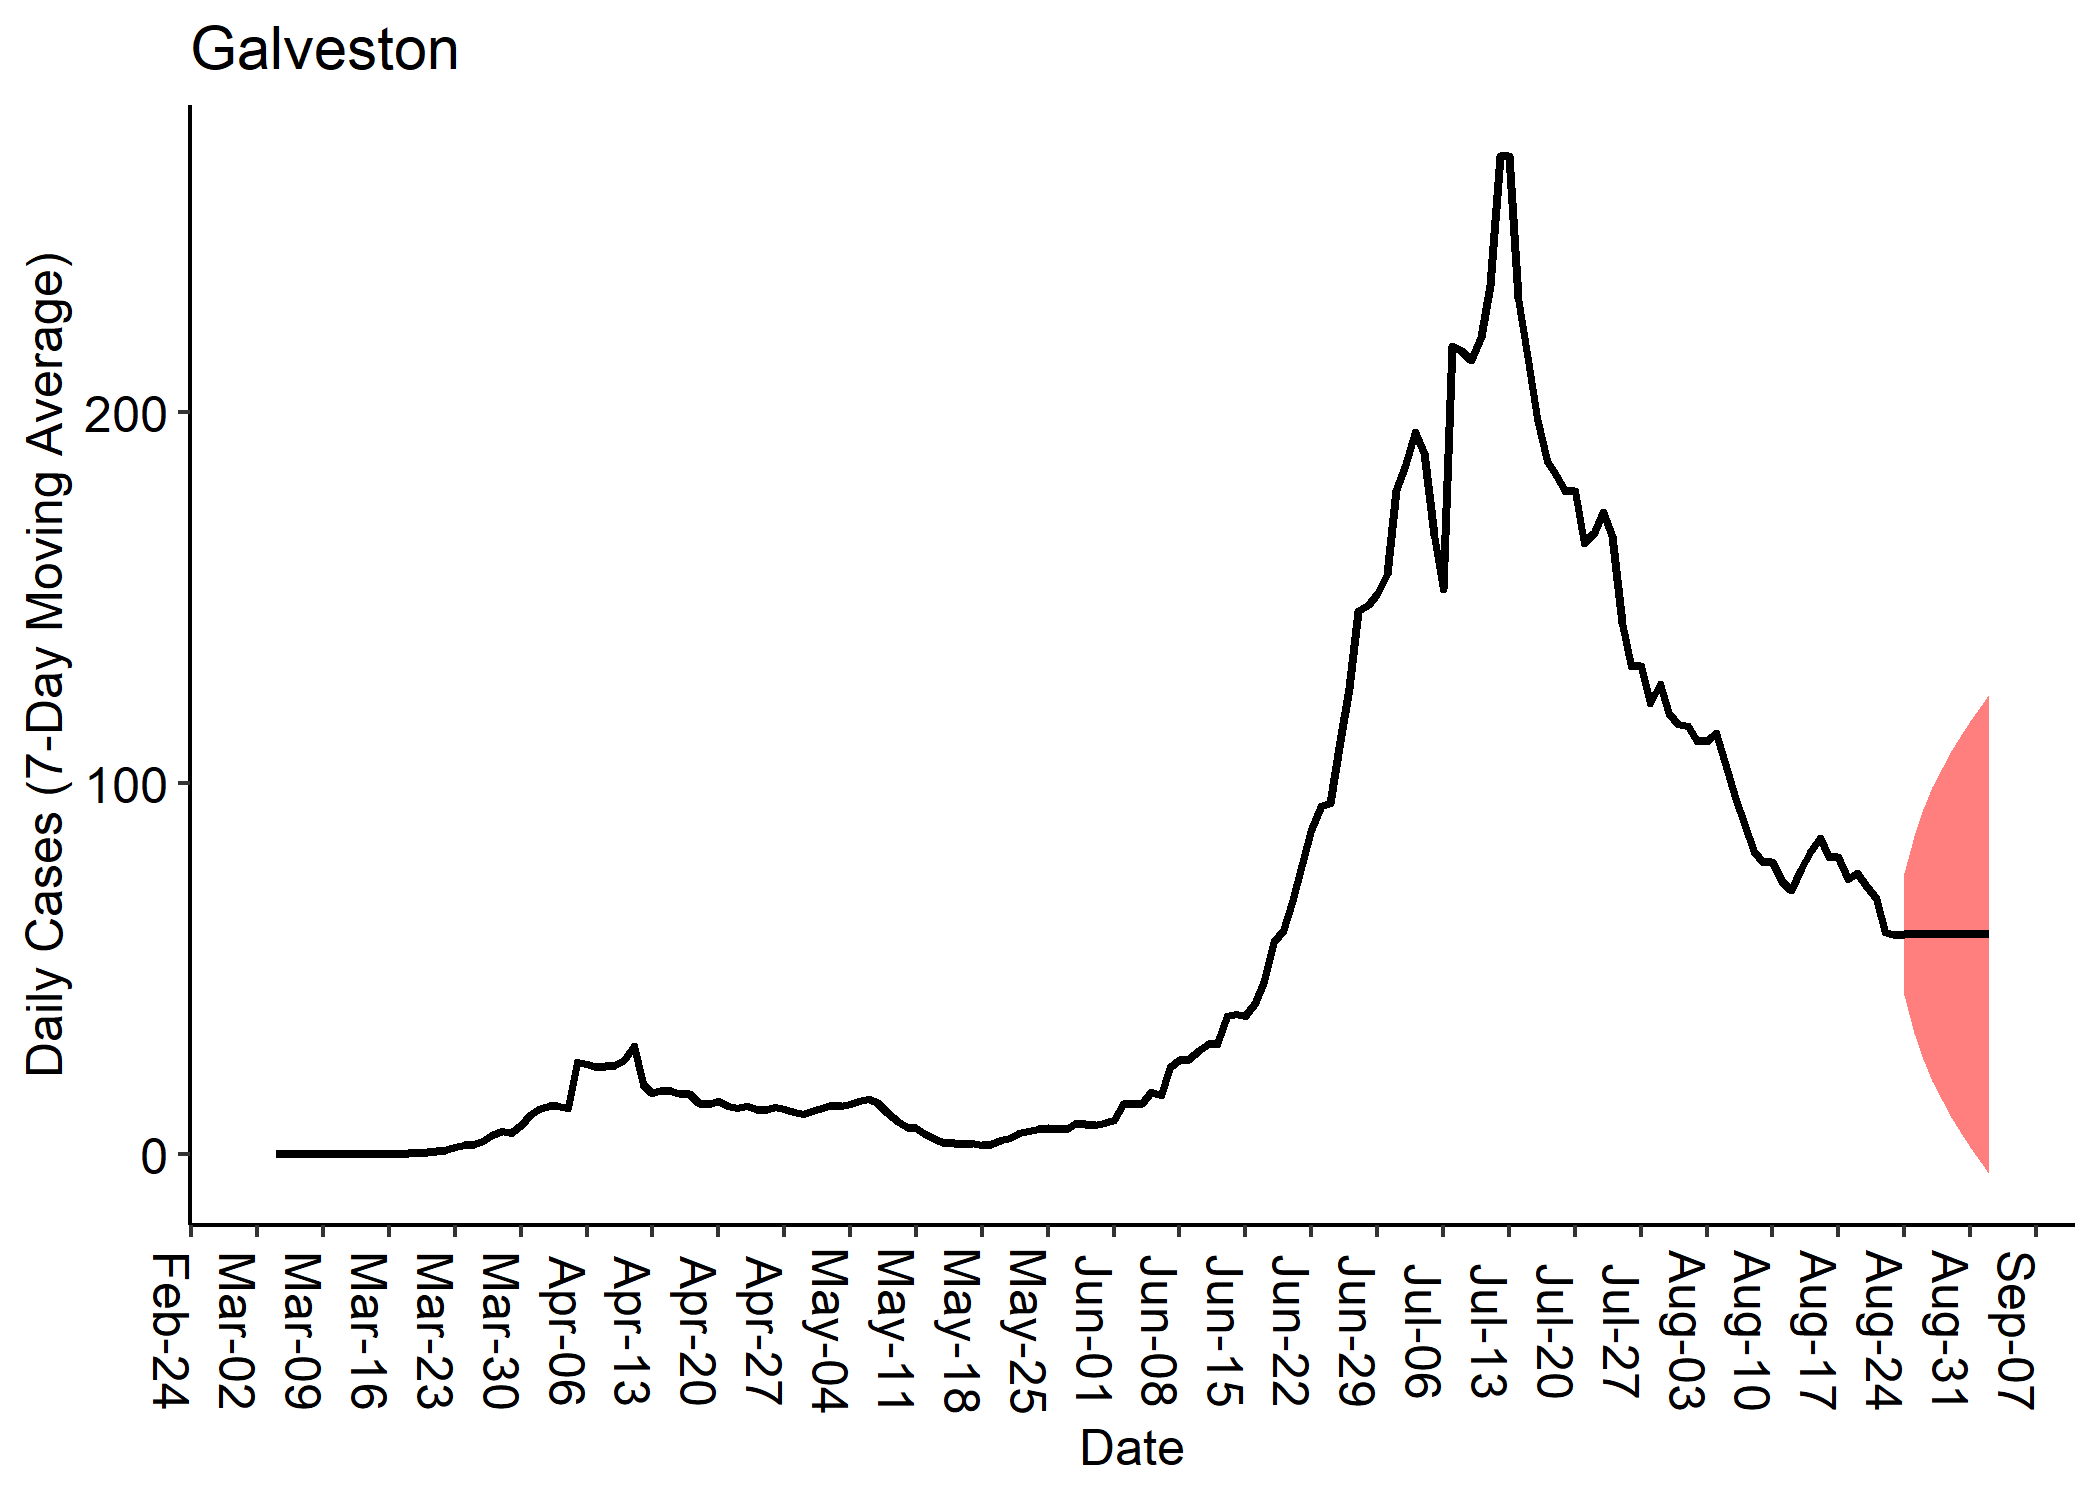 Galveston
Daily Cases (7-Day Moving Average)
200
100
0
Feb-24
Mar-02
Mar-09
Mar-16
Mar-23
Mar-30
Apr-06
Apr-13
Apr-20
Apr-27
May-04
May-11
May-18
May-25
Jun-01
Jun-08
Jun-15
Jun-22
Jun-29
Jul-06
Jul-13
Jul-20
Jul-27
Aug-03
Aug-10
Aug-17
Aug-24
Aug-31
Sep-07
Date